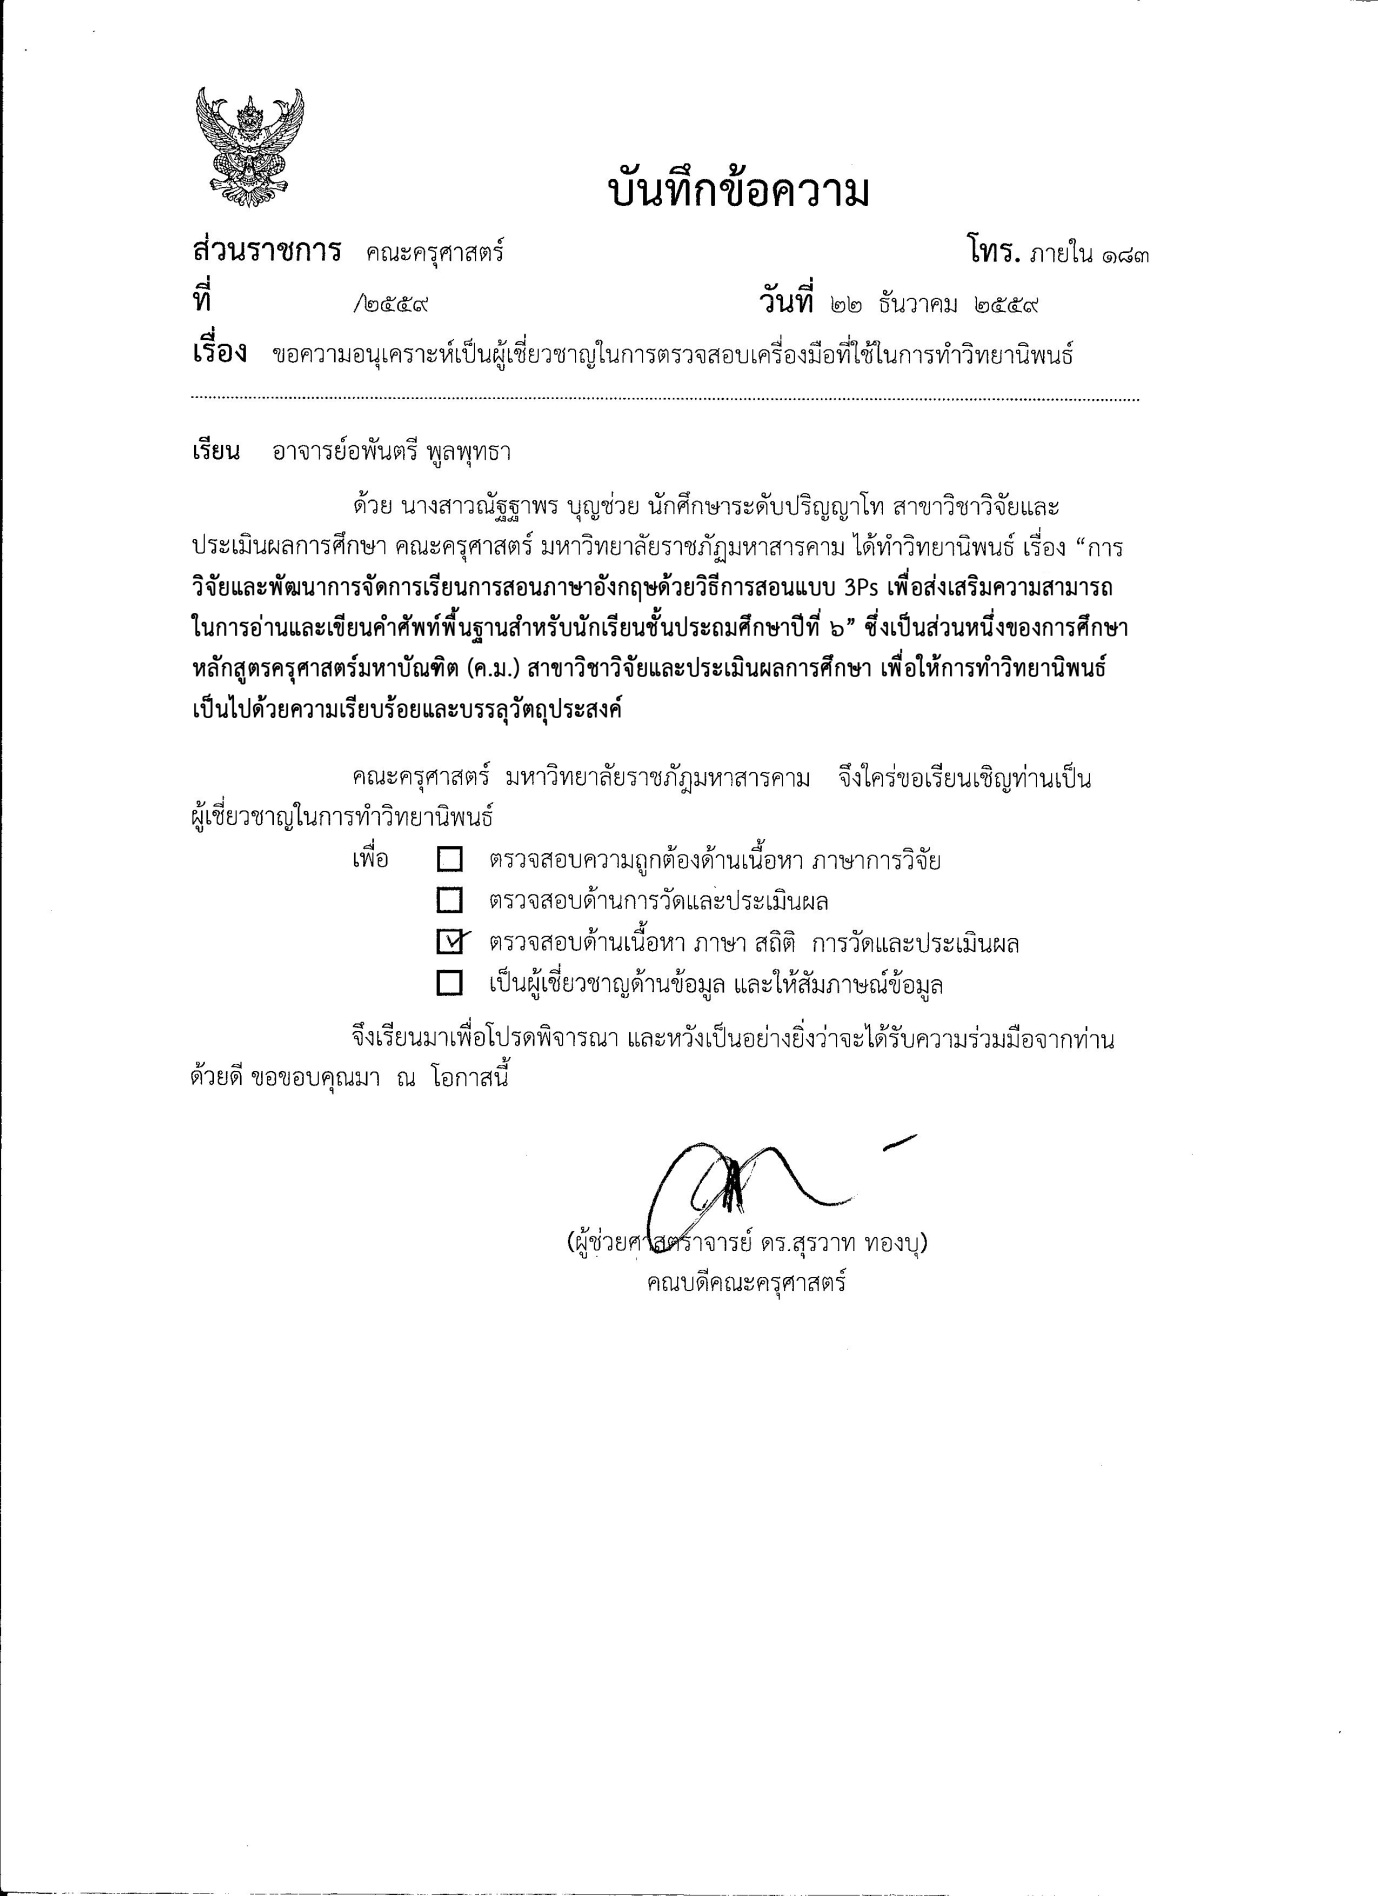 บันทึกข้อความ
ส่วนราชการ คณะครุศาสตร์ โทร. ภายใน ๑๘๓
ที่ /๒๕๕๙ วันที่ ๒๒ ธันวาคม ๒๕๕๙
เรื่อง ขอความอนุเคราะห์เป็นผู้เชี่ยวชาญในการตรวจสอบเครื่องมือที่ใช้ในการทำวิทยานิพนธ์
เรียน อาจารย์อพันตรี พูลพุทธา
ด้วย นางสาวณัฐฐาพร บุญช่วย นักศึกษาระดับปริญญาโท สาขาวิชาวิจัยและ
ประเมินผลการศึกษา คณะครุศาสตร์ มหาวิทยาลัยราชภัฏมหาสารคาม ได้ทำวิทยานิพนธ์ เรื่อง “การ
วิจัยและพัฒนาการจัดการเรียนการสอนภาษาอังกฤษด้วยวิธีการสอนแบบ 3Ps เพื่อส่งเสริมความสามารถ
ในการอ่านและเขียนคำศัพท์พื้นฐานสำหรับนักเรียนชั้นประถมศึกษาปีที่ ๖” ซึ่งเป็นส่วนหนึ่งของการศึกษา
หลักสูตรครุศาสตร์มหาบัณฑิต (ค.ม.) สาขาวิชาวิจัยและประเมินผลการศึกษา เพื่อให้การทำวิทยานิพนธ์
เป็นไปด้วยความเรียบร้อยและบรรลุวัตถุประสงค์
คณะครุศาสตร์ มหาวิทยาลัยราชภัฏมหาสารคาม จึงใคร่ขอเรียนเชิญท่านเป็น
ผู้เชี่ยวชาญในการทำวิทยานิพนธ์
เพื่อ ตรวจสอบความถูกต้องด้านเนื้อหา ภาษาการวิจัย
ตรวจสอบด้านการวัดและประเมินผล
ตรวจสอบด้านเนื้อหา ภาษา สถิติ การวัดและประเมินผล
เป็นผู้เชี่ยวชาญด้านข้อมูล และให้สัมภาษณ์ข้อมูล
จึงเรียนมาเพื่อโปรดพิจารณา และหวังเป็นอย่างยิ่งว่าจะได้รับความร่วมมือจากท่าน
ด้วยดี ขอขอบคุณมา ณ โอกาสนี้
(ผู้ช่วยศาสตราจารย์ ดร.สุรวาท ทองบุ)
คณบดีคณะครุศาสตร์